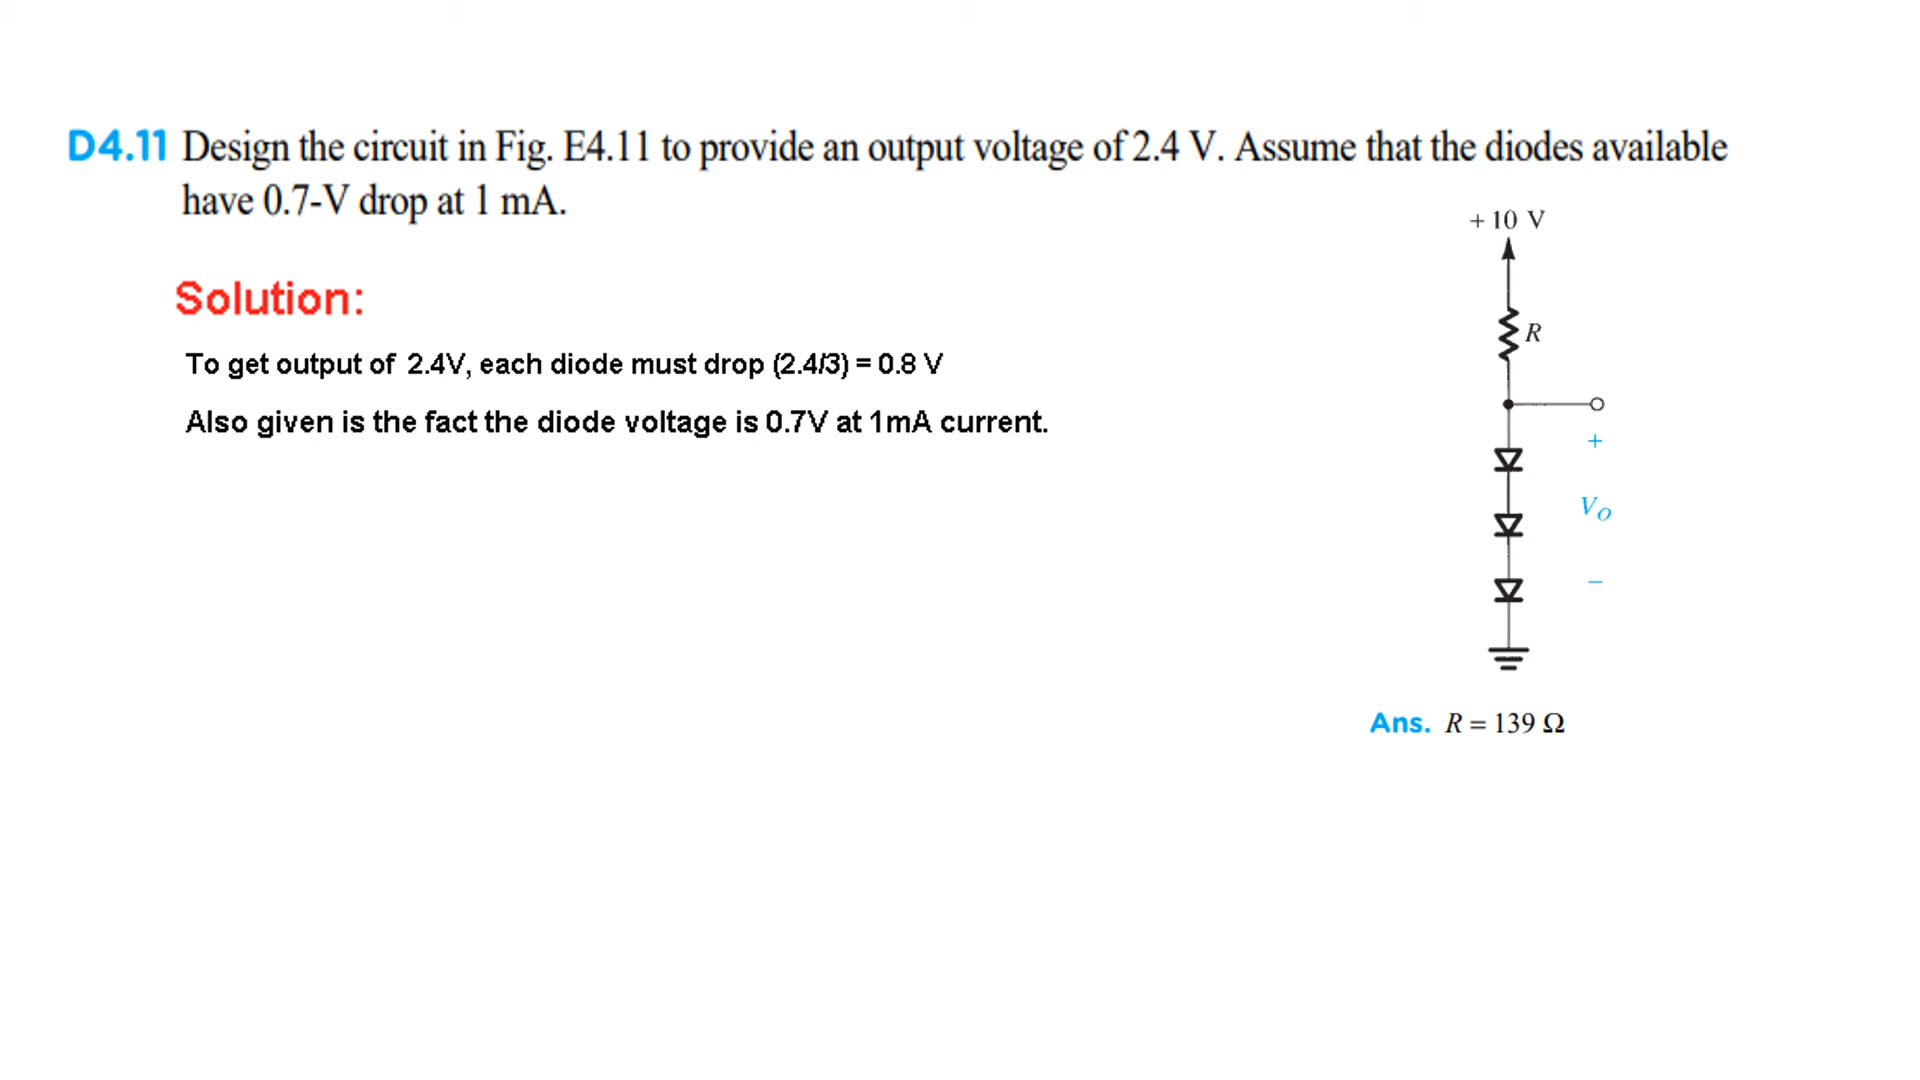 D4.11 Design the circuit in Fig. E4.11 to provide an output voltage of 2.4 V. Assume that the diodes available
have 0.7-V drop at 1 mA.
+ 10 V
Solution:
R
To get output of 2.4V, each diode must drop (2.4/3) = 0.8 V
Also given is the fact the diode voltage is 0.7V at 1mA current.
+
VO
−
Ans. R = 139 Ω